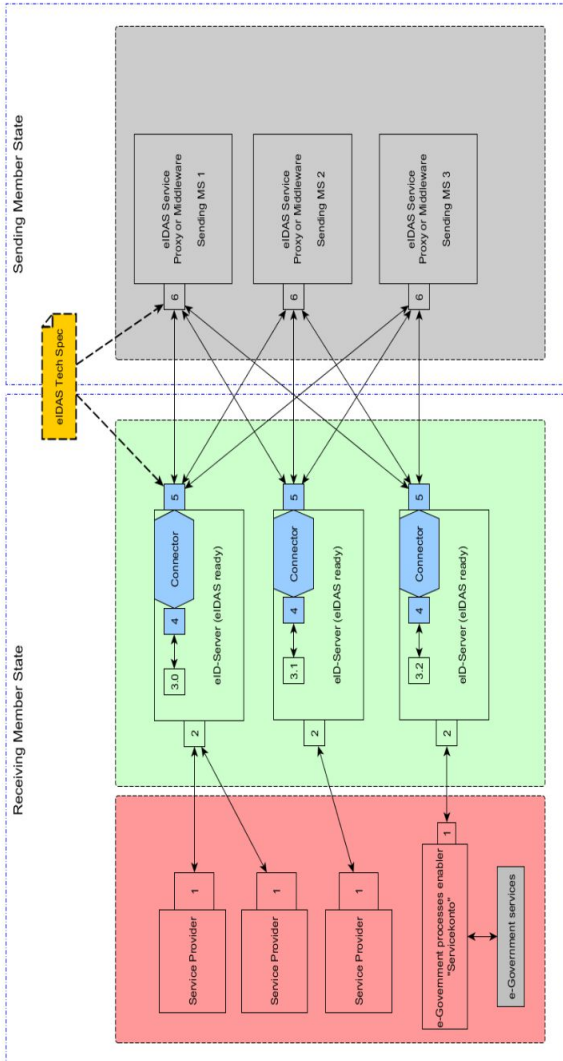 Receiving Member State
Sending Member State
eIDAS Tech Spec
Service Provider
1
Service Provider
1
Service Provider
1
e-Government processes enabler
"Servicekonto"
1
e-Government services
2
3.0
4
Connector
5
eID-Server (eIDAS ready)
2
3.1
4
Connector
5
eID-Server (eIDAS ready)
2
3.2
4
Connector
5
eID-Server (eIDAS ready)
6
eIDAS Service
Proxy or Middleware
Sending MS 1
6
eIDAS Service
Proxy or Middleware
Sending MS 2
6
eIDAS Service
Proxy or Middleware
Sending MS 3